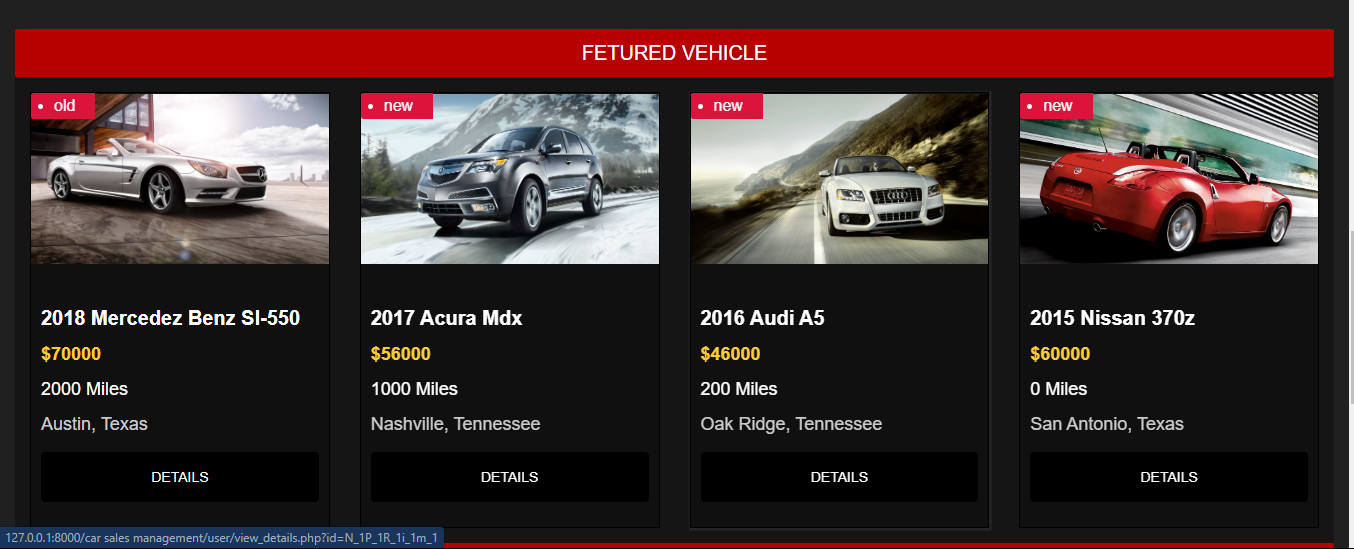 FETURED VEHICLE
old
new
new
new
2018 Mercedez Benz Sl-550
2017 Acura Mdx
2016 Audi A5
2015 Nissan 370z
$70000
$56000
$46000
$60000
2000 Miles
1000 Miles
200 Miles
0 Miles
Austin, Texas
Nashville, Tennessee
Oak Ridge, Tennessee
San Antonio, Texas
DETAILS
DETAILS
DETAILS
DETAILS
127.0.0.1:8000/car sales management/user/view_details.php?id=N_1P_1R_1i_1m_1